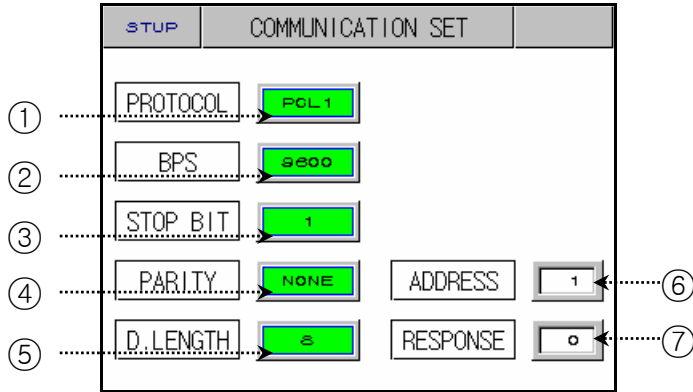 STUP COMMUNICATION SET
① PROTOCOL PCL1
② BPS 9600
③ STOP BIT 1
④ PARITY NONE ADDRESS 1 ⑥
⑤ D.LENGTH 8 RESPONSE 0 ⑦